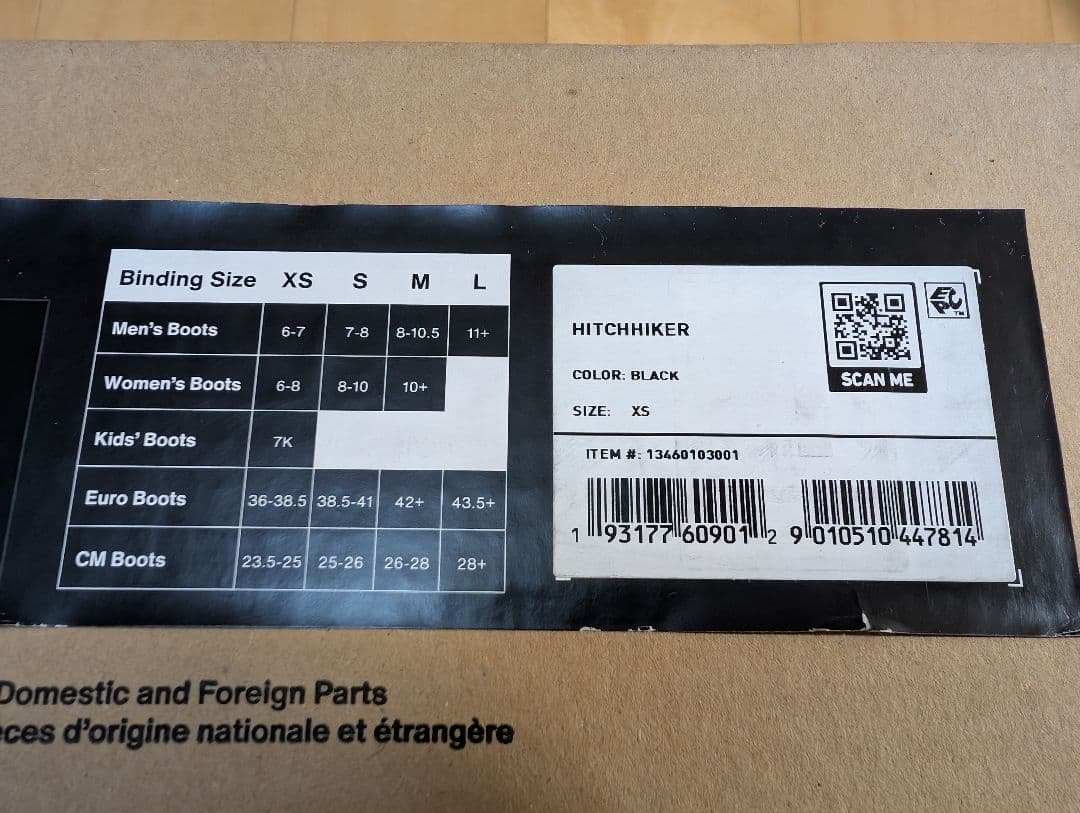 Binding Size XS S M L
Men's Boots 6-7 7-8 8-10.5 11+
Women's Boots 6-8 8-10 10+
Kids' Boots 7K
Euro Boots 36-38.5 38.5-41 42+ 43.5+
CM Boots 23.5-25 25-26 26-28 28+
HITCHHIKER
COLOR: BLACK
SIZE: XS
SCAN ME
EPC™
ITEM #: 13460103001
1 93177 60901 2 9 010510 447814
Domestic and Foreign Parts
ces d'origine nationale et étrangère